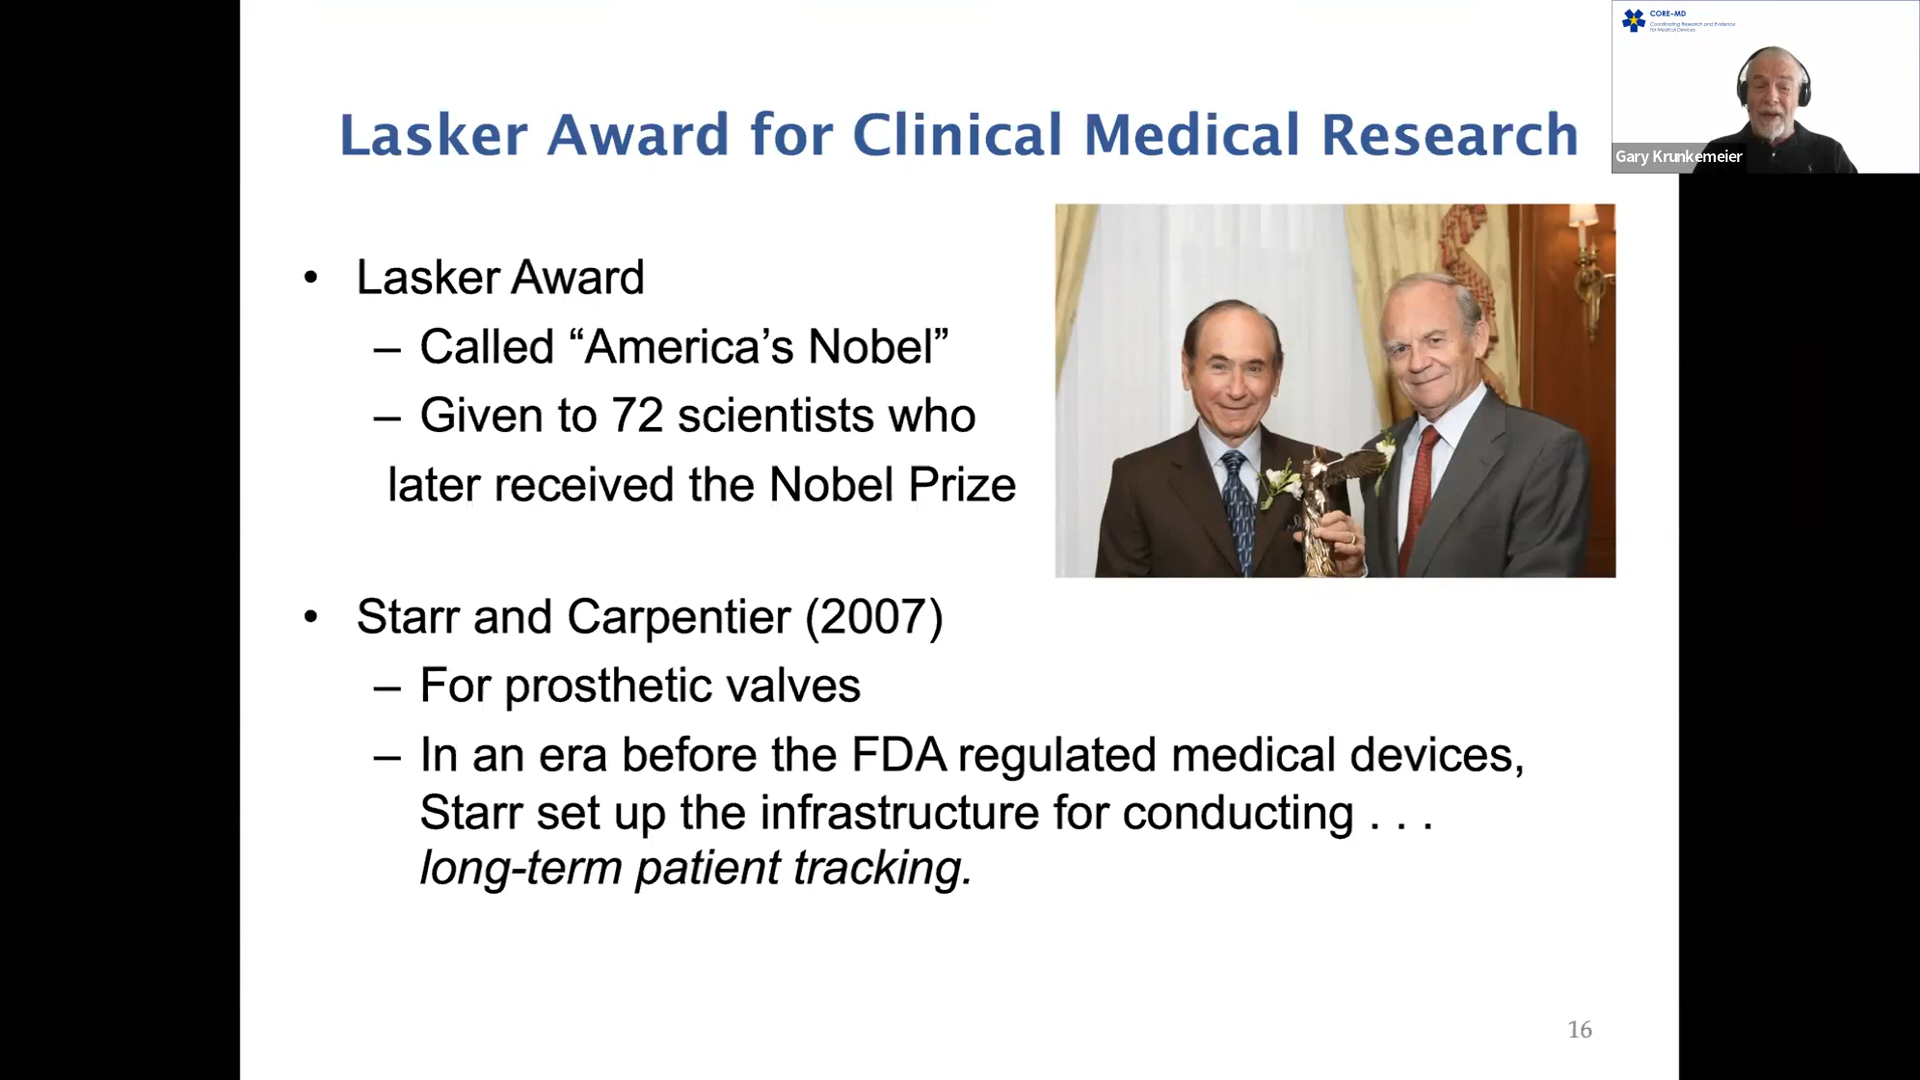 CORE-MD
Coordinating Research and Evidence
for Medical Devices
Gary Krunkemeier
Lasker Award for Clinical Medical Research
• Lasker Award
– Called “America’s Nobel”
– Given to 72 scientists who
later received the Nobel Prize
• Starr and Carpentier (2007)
– For prosthetic valves
– In an era before the FDA regulated medical devices,
Starr set up the infrastructure for conducting . . .
long-term patient tracking.
16